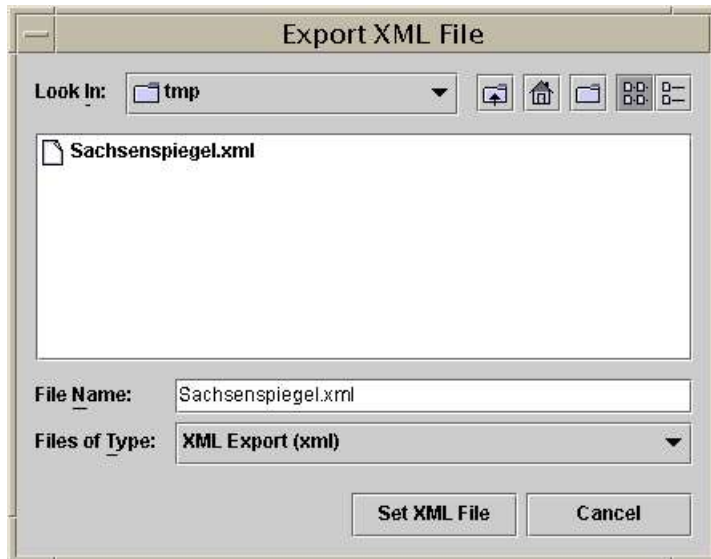 Export XML File
Look In: tmp
Sachsenspiegel.xml
File Name: Sachsenspiegel.xml
Files of Type: XML Export (xml)
Set XML File Cancel